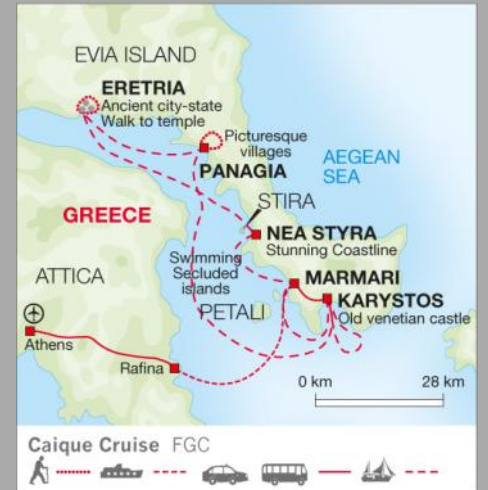 EVIA ISLAND
ERETRIA
Ancient city-state
Walk to temple
Picturesque
villages
PANAGIA
AEGEAN
SEA
STIRA
GREECE
NEA STYRA
Stunning Coastline
Swimming
Secluded
islands
ATTICA
MARMARI
PETALI
KARYSTOS
Old venetian castle
Athens
Rafina
0 km 28 km
Caique Cruise FGC